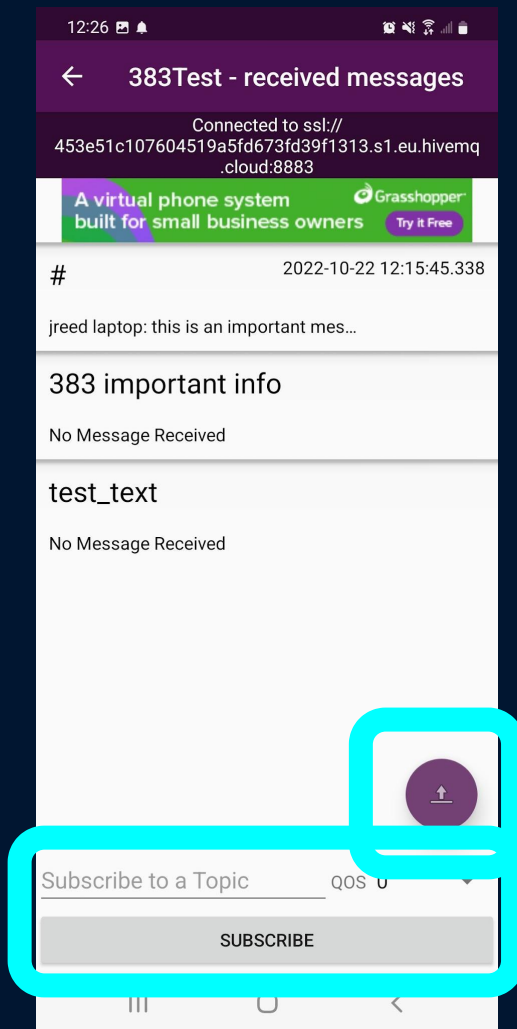 12:26
383Test - received messages
Connected to ssl://
453e51c107604519a5fd673fd39f1313.s1.eu.hivemq
.cloud:8883
A virtual phone system
built for small business owners
Grasshopper
Try it Free
#
2022-10-22 12:15:45.338
jreed laptop: this is an important mes...
383 important info
No Message Received
test_text
No Message Received
Subscribe to a Topic
QOS 0
SUBSCRIBE